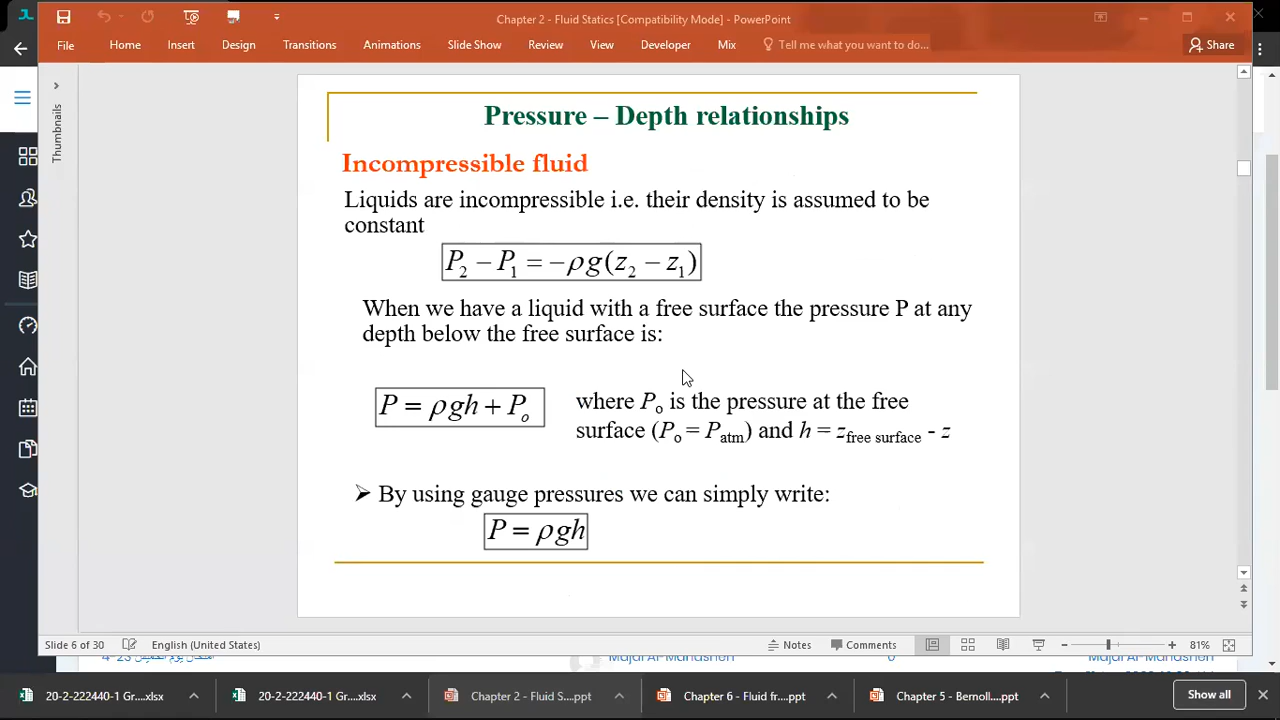 Chapter 2 - Fluid Statics [Compatibility Mode] - PowerPoint
File Home Insert Design Transitions Animations Slide Show Review View Developer Mix Tell me what you want to do... Share
Thumbnails
Pressure – Depth relationships
Incompressible fluid
Liquids are incompressible i.e. their density is assumed to be
constant
P₂ − P₁ = −ρg(z₂ − z₁)
When we have a liquid with a free surface the pressure P at any
depth below the free surface is:
P = ρgh + Pₒ
where Pₒ is the pressure at the free
surface (Pₒ = Patm) and h = zfree surface - z
➢ By using gauge pressures we can simply write:
P = ρgh
Slide 6 of 30 English (United States) Notes Comments 81%
20-2-222440-1 Gr....xlsx 20-2-222440-1 Gr....xlsx Chapter 2 - Fluid S....ppt Chapter 6 - Fluid fr....ppt Chapter 5 - Bernoll....ppt Show all